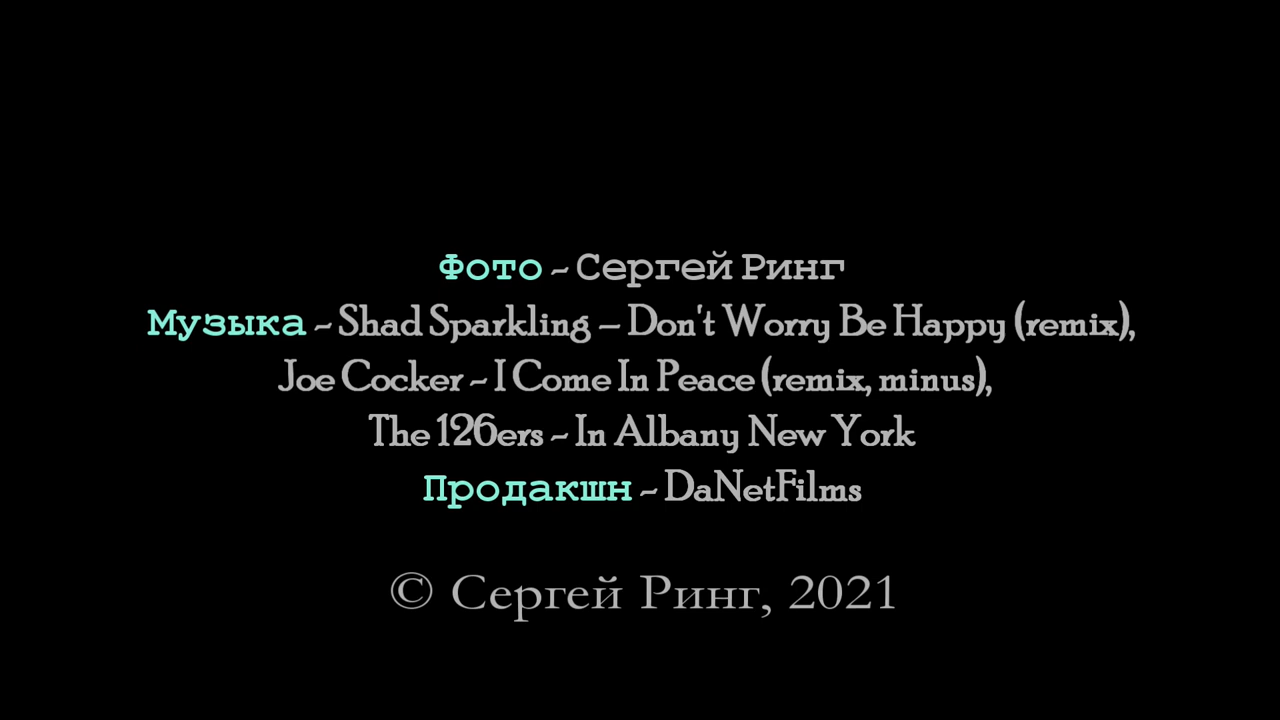 Фото ~ Сергей Ринг
Музыка ~ Shad Sparkling – Don't Worry Be Happy (remix),
Joe Cocker ~ I Come In Peace (remix, minus),
The 126ers ~ In Albany New York
Продакшн ~ DaNetFilms
© Сергей Ринг, 2021